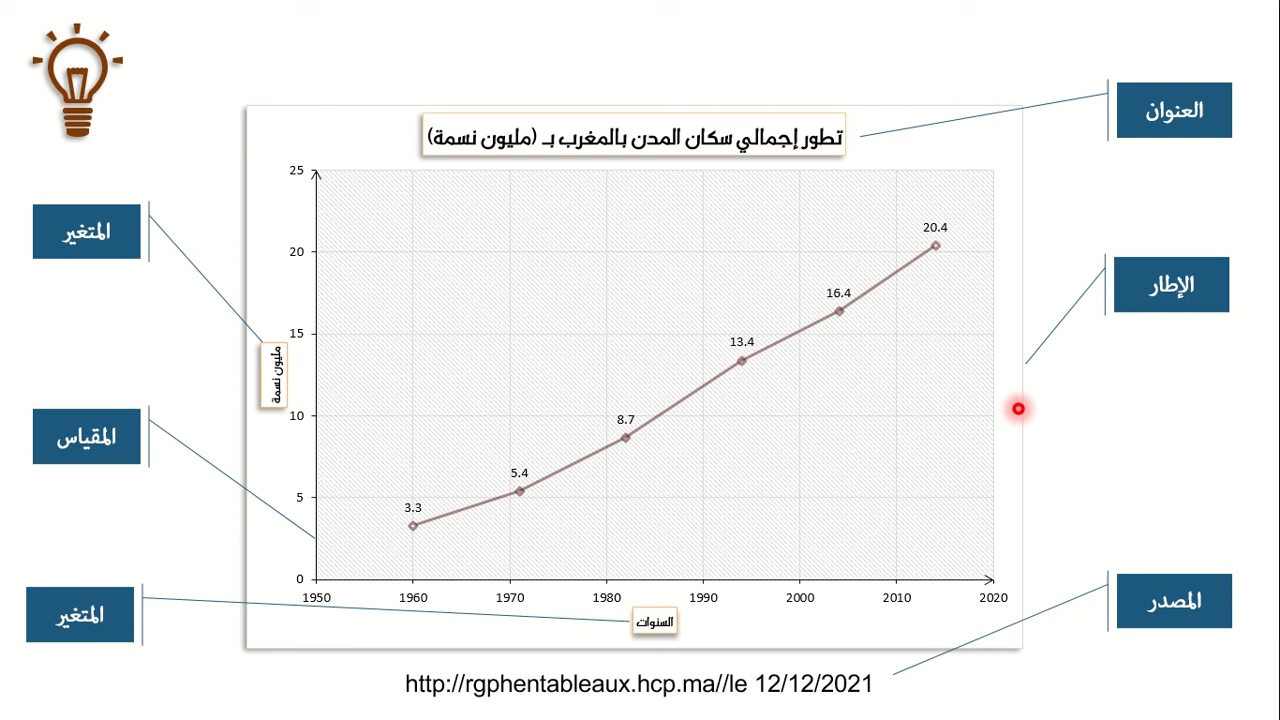 العنوان
تطور إجمالي سكان المدن بالمغرب بـ (مليون نسمة)
25
20.4
المتغير
20
الإطار
16.4
15
13.4
مليون نسمة
10
8.7
المقياس
5.4
5
3.3
0
1950 1960 1970 1980 1990 2000 2010 2020
المصدر
المتغير
السنوات
http://rgphentableaux.hcp.ma//le 12/12/2021